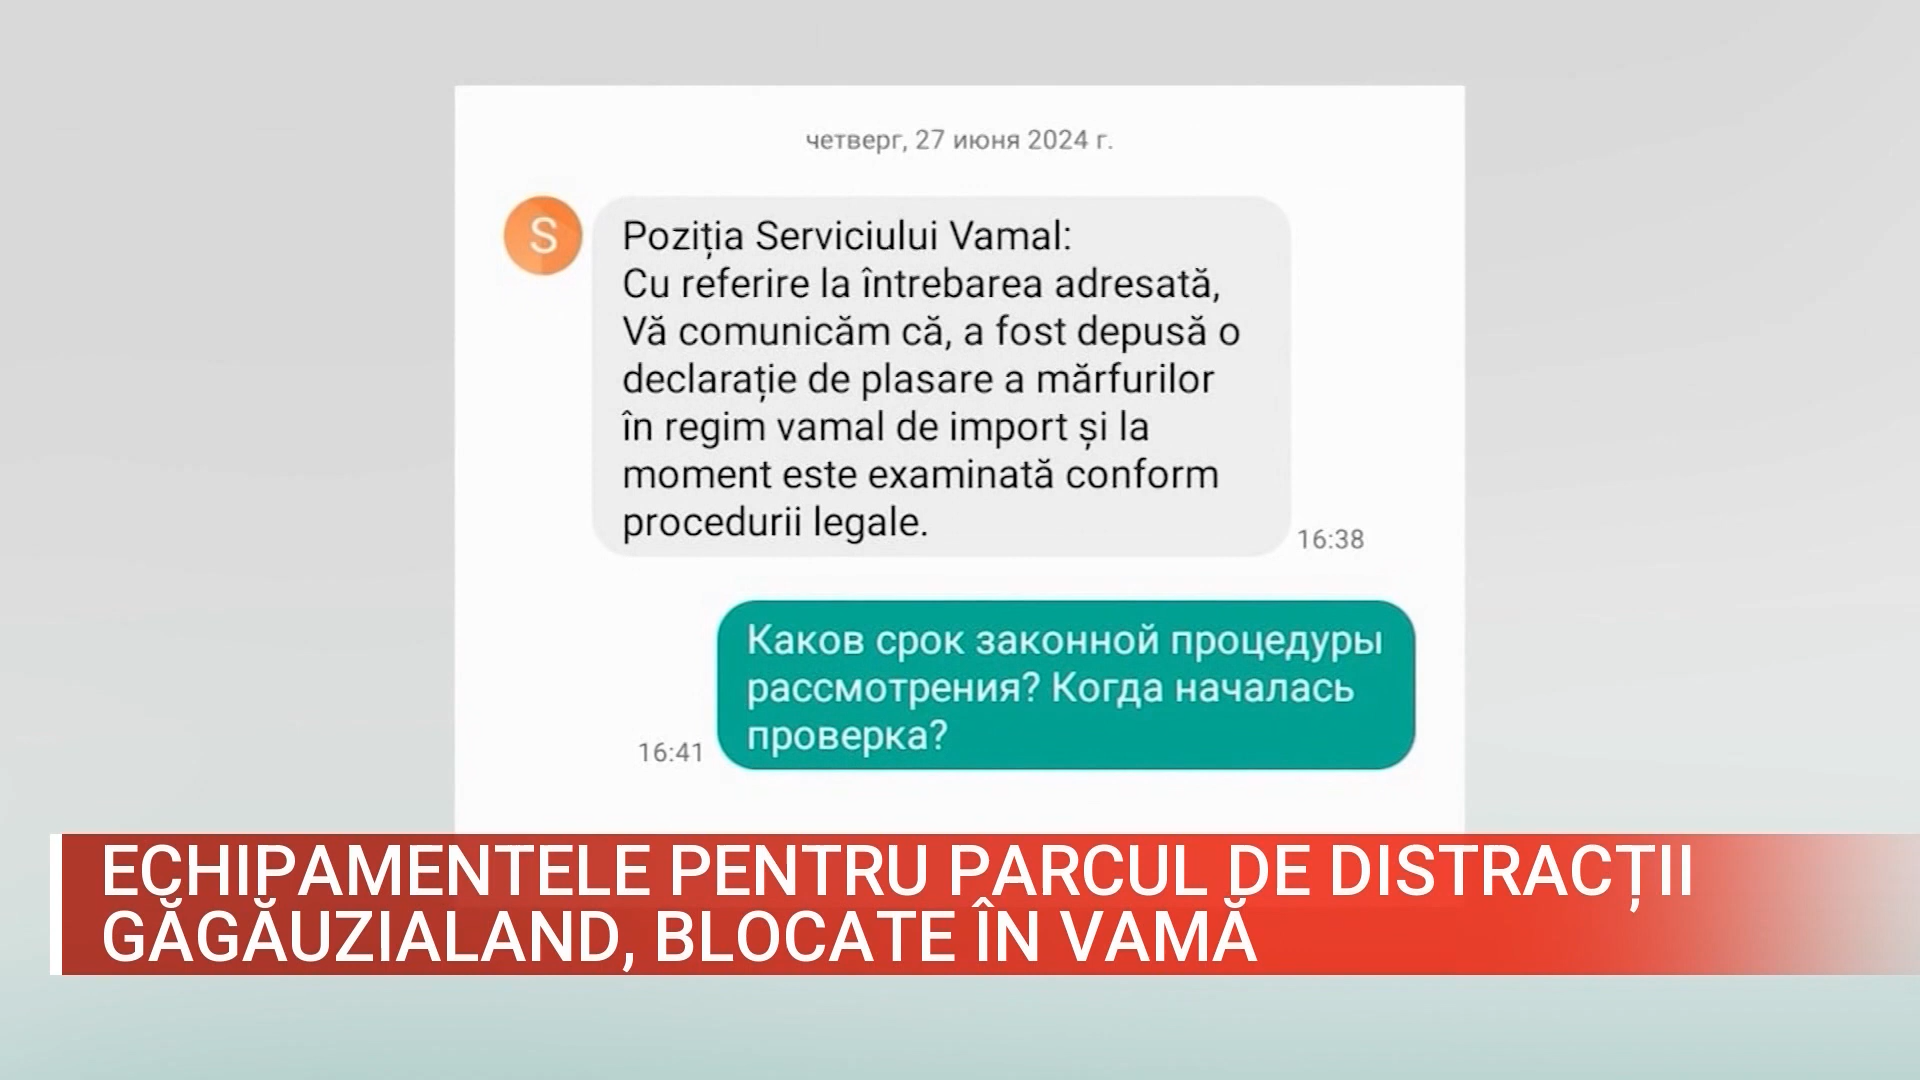 четверг, 27 июня 2024 г.
S
Poziția Serviciului Vamal:
Cu referire la întrebarea adresată,
Vă comunicăm că, a fost depusă o
declarație de plasare a mărfurilor
în regim vamal de import și la
moment este examinată conform
procedurii legale.
16:38
Каков срок законной процедуры
рассмотрения? Когда началась
проверка?
16:41
ECHIPAMENTELE PENTRU PARCUL DE DISTRACȚII
GĂGĂUZIALAND, BLOCATE ÎN VAMĂ